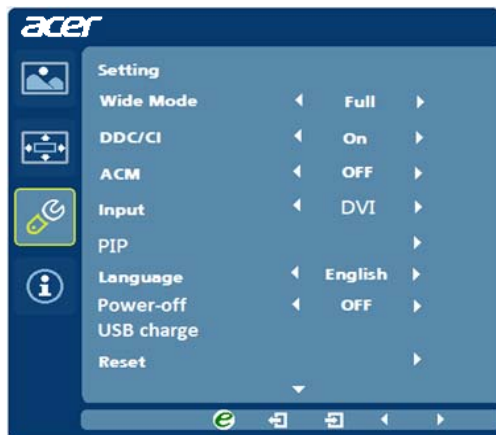 acer
Setting
Wide Mode Full
DDC/CI On
ACM OFF
Input DVI
PIP
Language English
Power-off OFF
USB charge
Reset
e